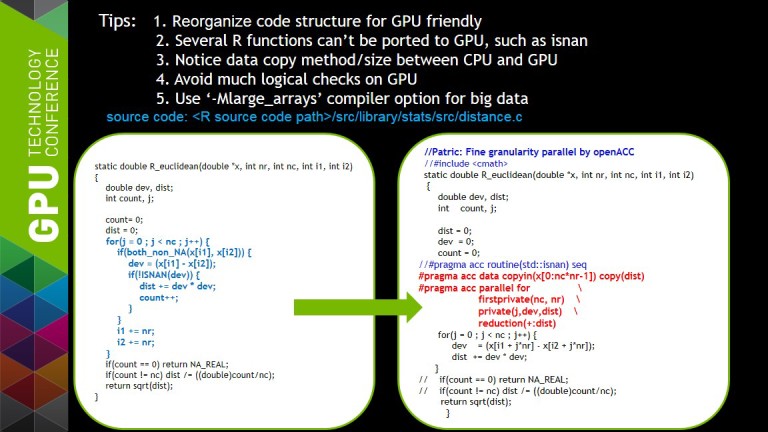 GPU TECHNOLOGY
CONFERENCE
Tips: 1. Reorganize code structure for GPU friendly
2. Several R functions can’t be ported to GPU, such as isnan
3. Notice data copy method/size between CPU and GPU
4. Avoid much logical checks on GPU
5. Use ‘-Mlarge_arrays’ compiler option for big data
source code: <R source code path>/src/library/stats/src/distance.c
static double R_euclidean(double *x, int nr, int nc, int i1, int i2)
{
double dev, dist;
int count, j;
count= 0;
dist = 0;
for(j = 0 ; j < nc ; j++) {
if(both_non_NA(x[i1], x[i2])) {
dev = (x[i1] - x[i2]);
if(!ISNAN(dev)) {
dist += dev * dev;
count++;
}
}
i1 += nr;
i2 += nr;
}
if(count == 0) return NA_REAL;
if(count != nc) dist /= ((double)count/nc);
return sqrt(dist);
}
//Patric: Fine granularity parallel by openACC
//#include <cmath>
static double R_euclidean(double *x, int nr, int nc, int i1, int i2)
{
double dev, dist;
int count, j;
dist = 0;
dev = 0;
count = 0;
//#pragma acc routine(std::isnan) seq
#pragma acc data copyin(x[0:nc*nr-1]) copy(dist)
#pragma acc parallel for \
firstprivate(nc, nr) \
private(j,dev,dist) \
reduction(+:dist)
for(j = 0 ; j < nc ; j++) {
dev = (x[i1 + j*nr] - x[i2 + j*nr]);
dist += dev * dev;
}
// if(count == 0) return NA_REAL;
// if(count != nc) dist /= ((double)count/nc);
return sqrt(dist);
}